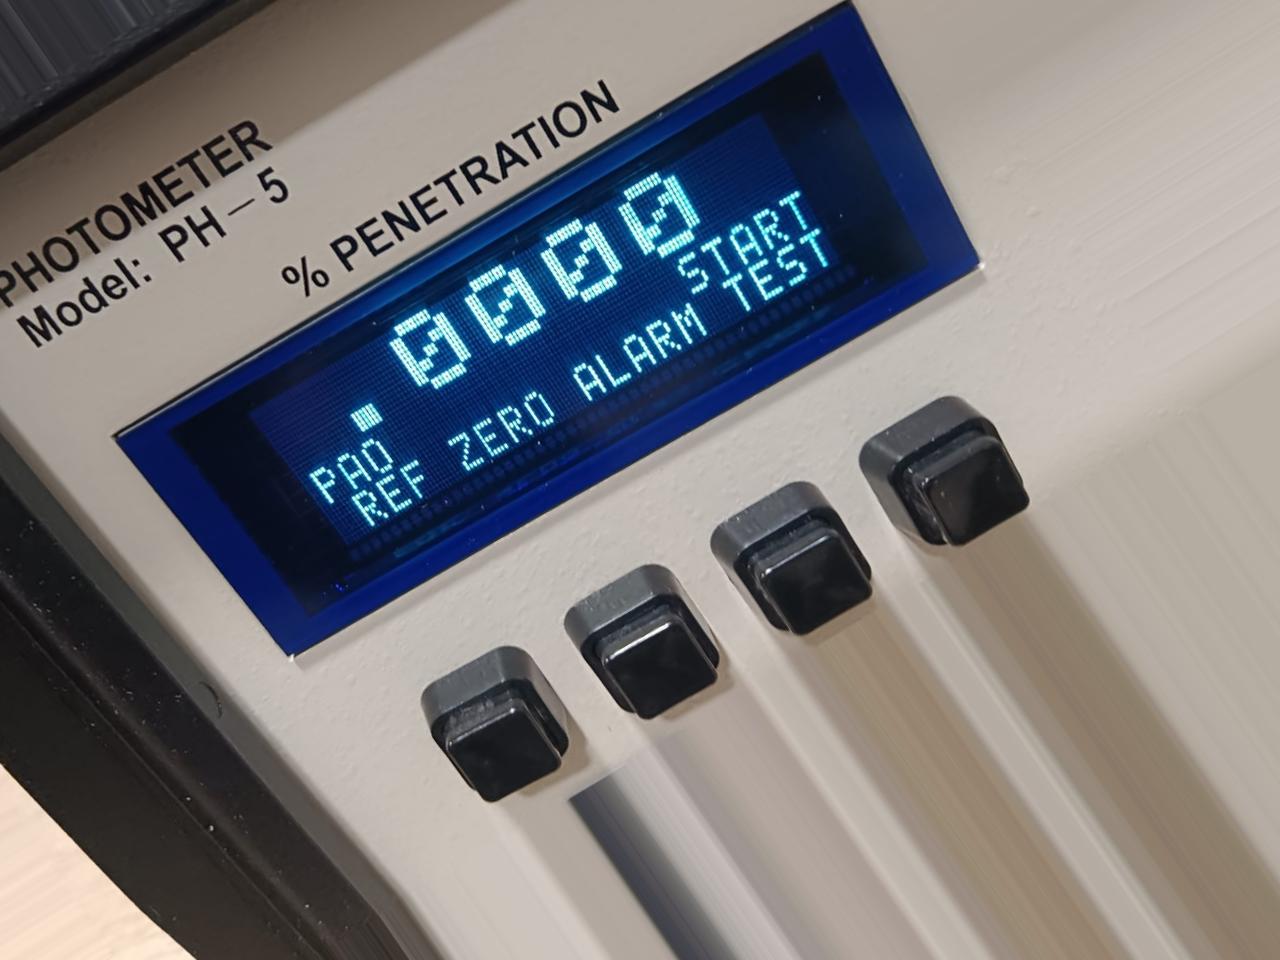 PHOTOMETER
Model: PH-5
% PENETRATION
.0000
PAO START
REF ZERO ALARM TEST